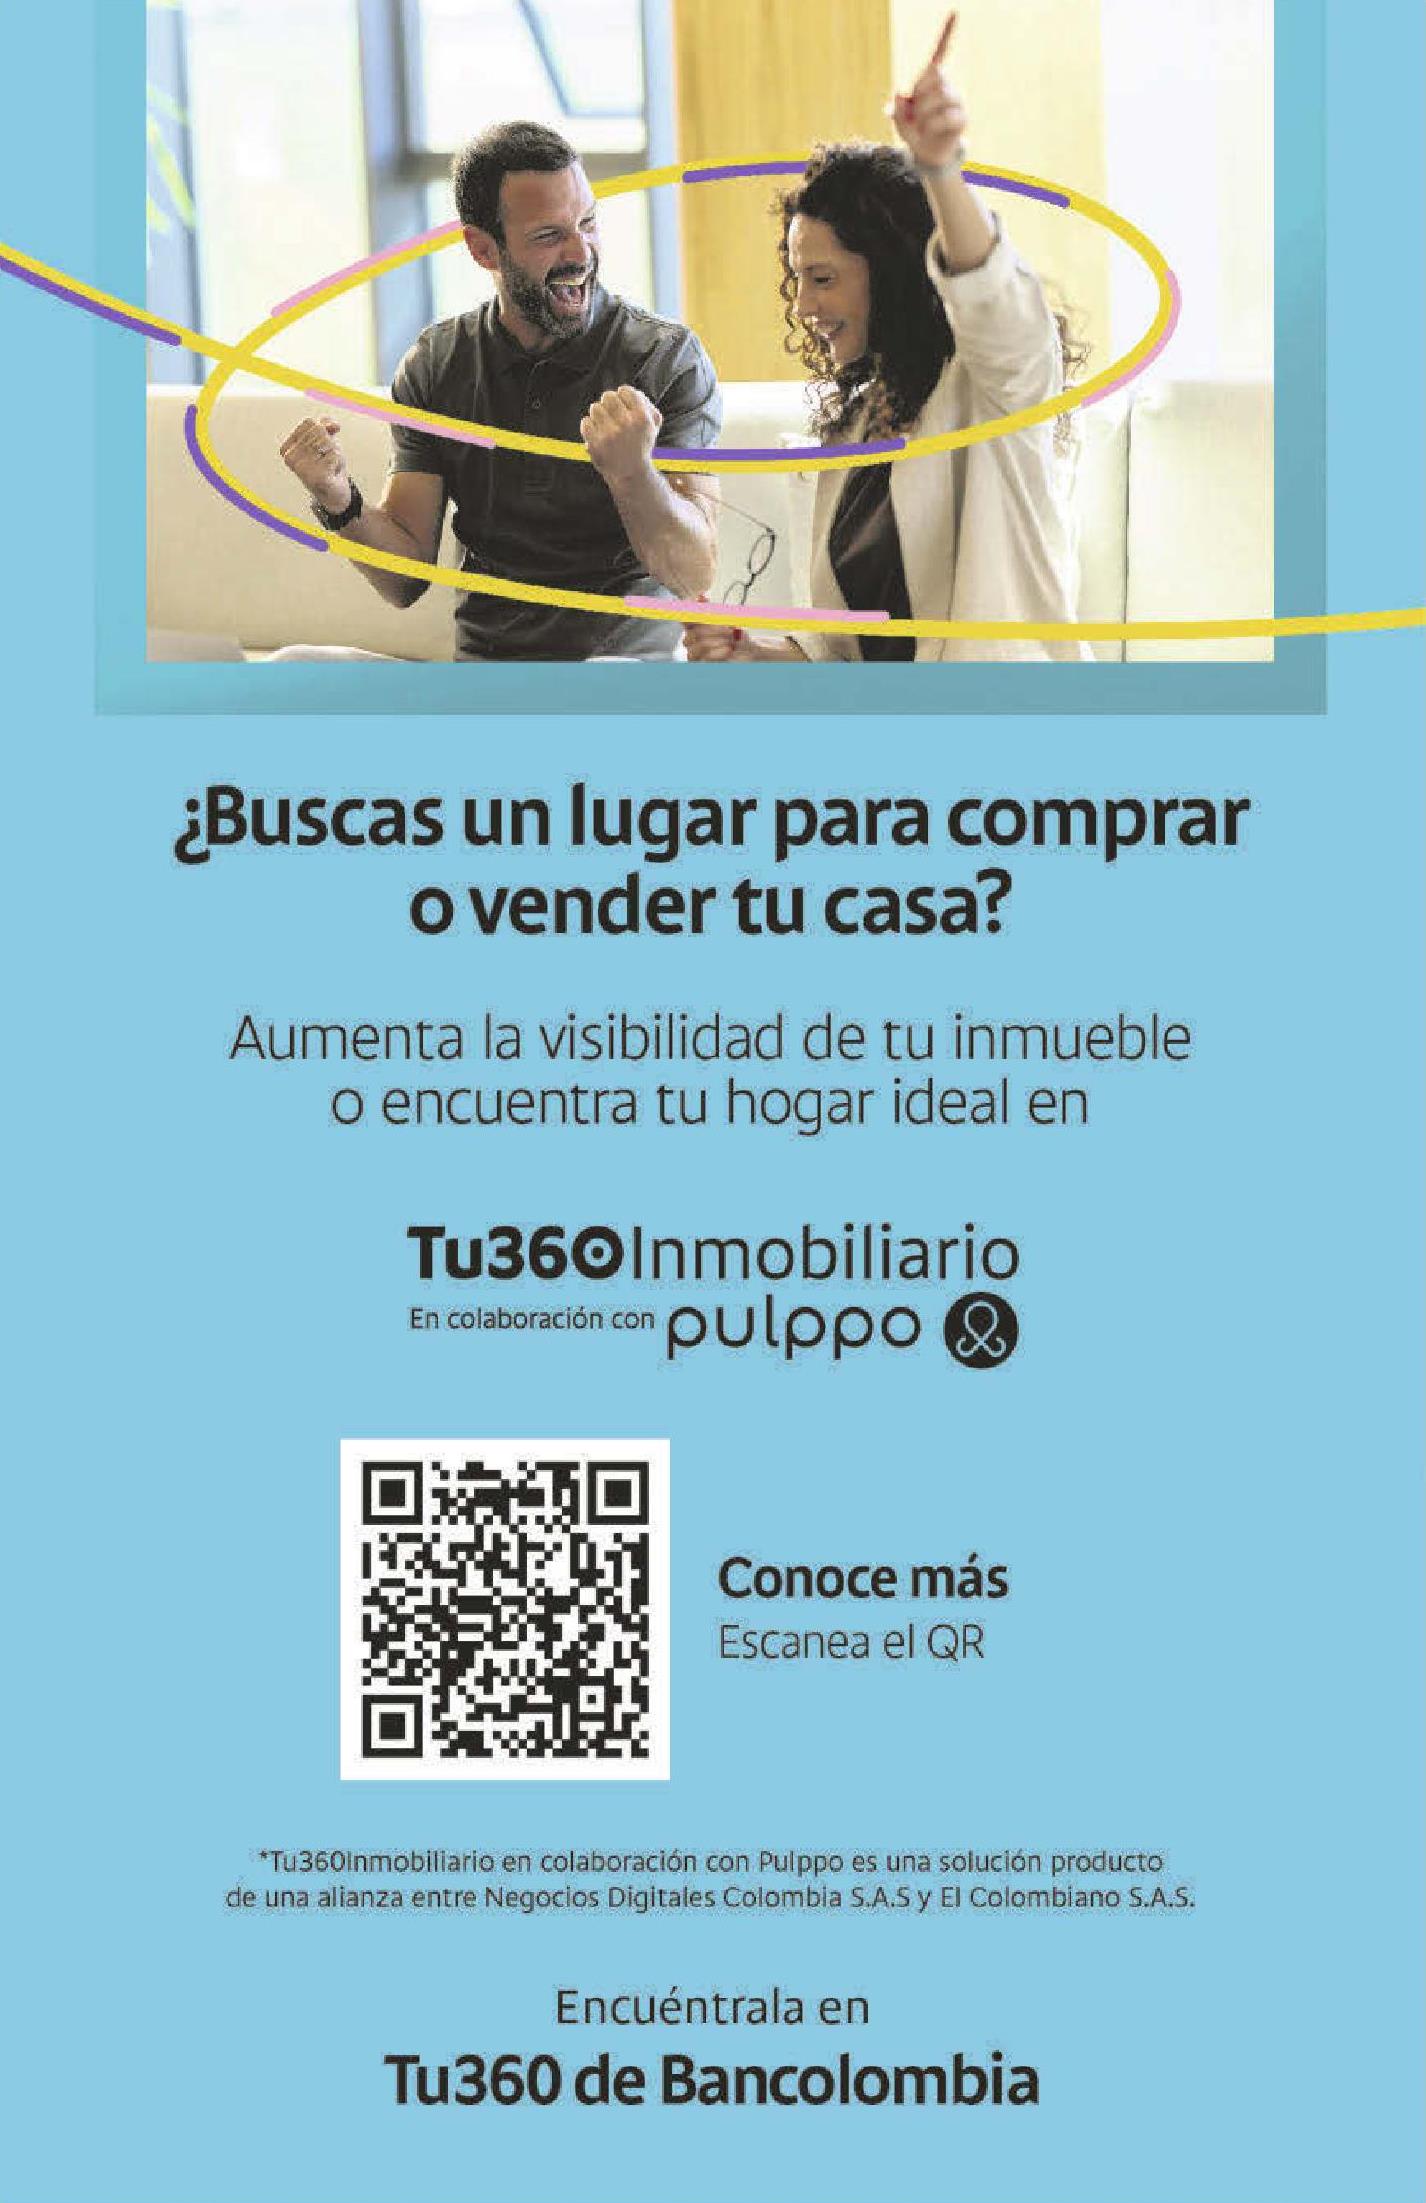 ¿Buscas un lugar para comprar
o vender tu casa?
Aumenta la visibilidad de tu inmueble
o encuentra tu hogar ideal en
Tu360Inmobiliario
En colaboración con pulppo
Conoce más
Escanea el QR
*Tu360Inmobiliario en colaboración con Pulppo es una solución producto
de una alianza entre Negocios Digitales Colombia S.A.S y El Colombiano S.A.S.
Encuéntrala en
Tu360 de Bancolombia